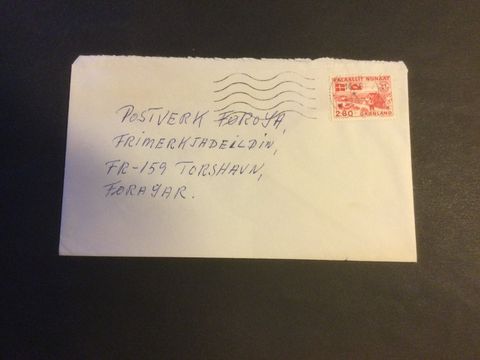 KALAALLIT NUNAAT
2.80 GRØNLAND
POSTVERK FØROYA,
FRIMERKJADEILDIN,
FR-159 TORSHAVN,
FØROYAR.